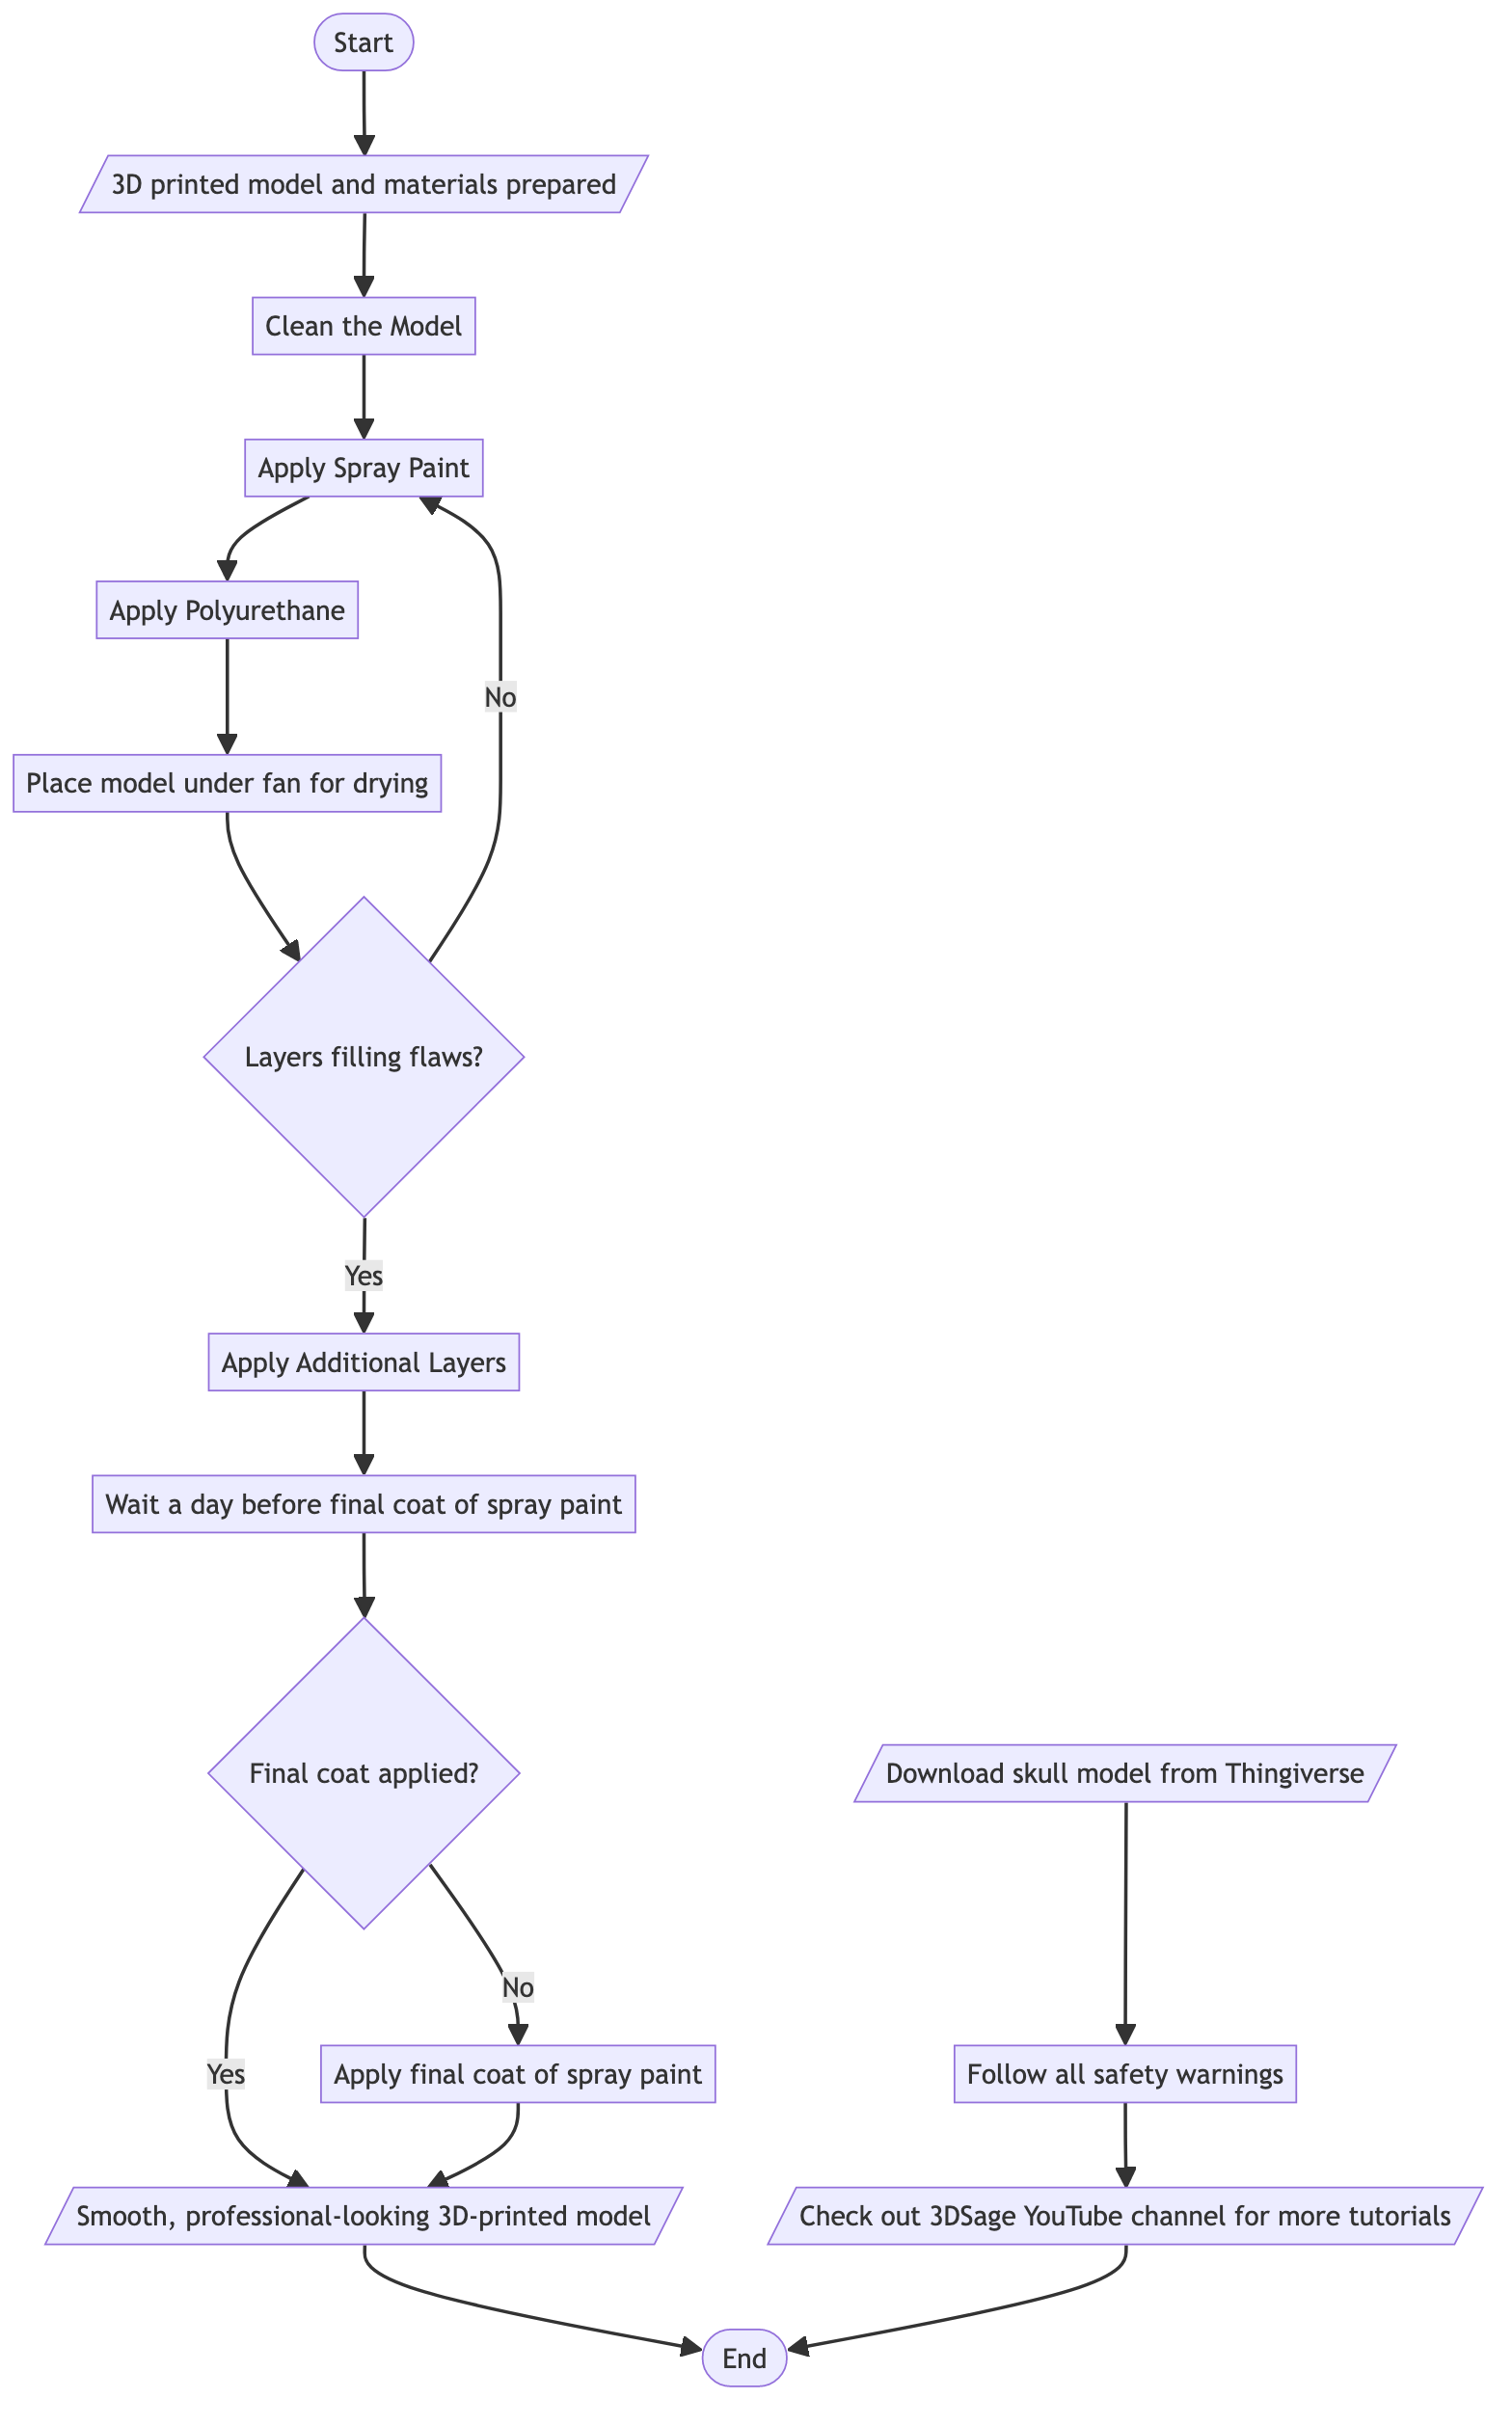 Start
3D printed model and materials prepared
Clean the Model
Apply Spray Paint
Apply Polyurethane
No
Place model under fan for drying
Layers filling flaws?
Yes
Apply Additional Layers
Wait a day before final coat of spray paint
Final coat applied?
Download skull model from Thingiverse
No
Yes
Apply final coat of spray paint
Follow all safety warnings
Smooth, professional-looking 3D-printed model
Check out 3DSage YouTube channel for more tutorials
End